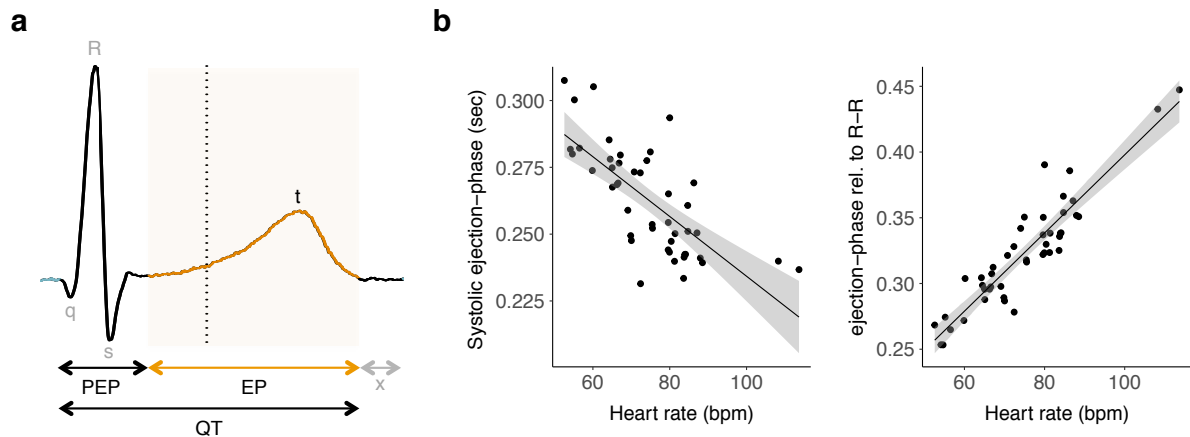 a
R
t
q
s
PEP
EP
x
QT
b
Systolic ejection−phase (sec)
0.300
0.275
0.250
0.225
60
80
100
Heart rate (bpm)
ejection−phase rel. to R−R
0.45
0.40
0.35
0.30
0.25
60
80
100
Heart rate (bpm)